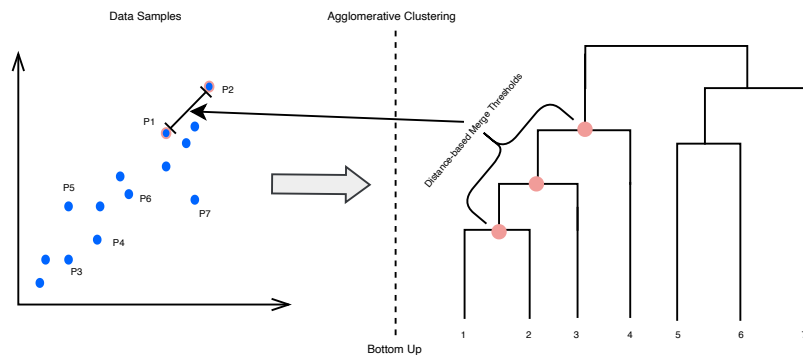 Data Samples
Agglomerative Clustering
Distance-based Merge Thresholds
P2
P1
P5
P6
P7
P4
P3
1
2
3
4
5
6
Bottom Up